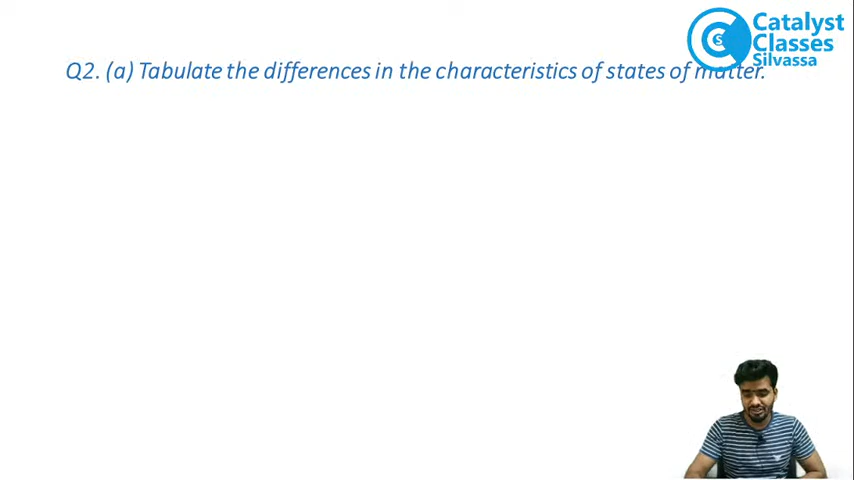 Catalyst
Classes
Silvassa
Q2. (a) Tabulate the differences in the characteristics of states of matter.